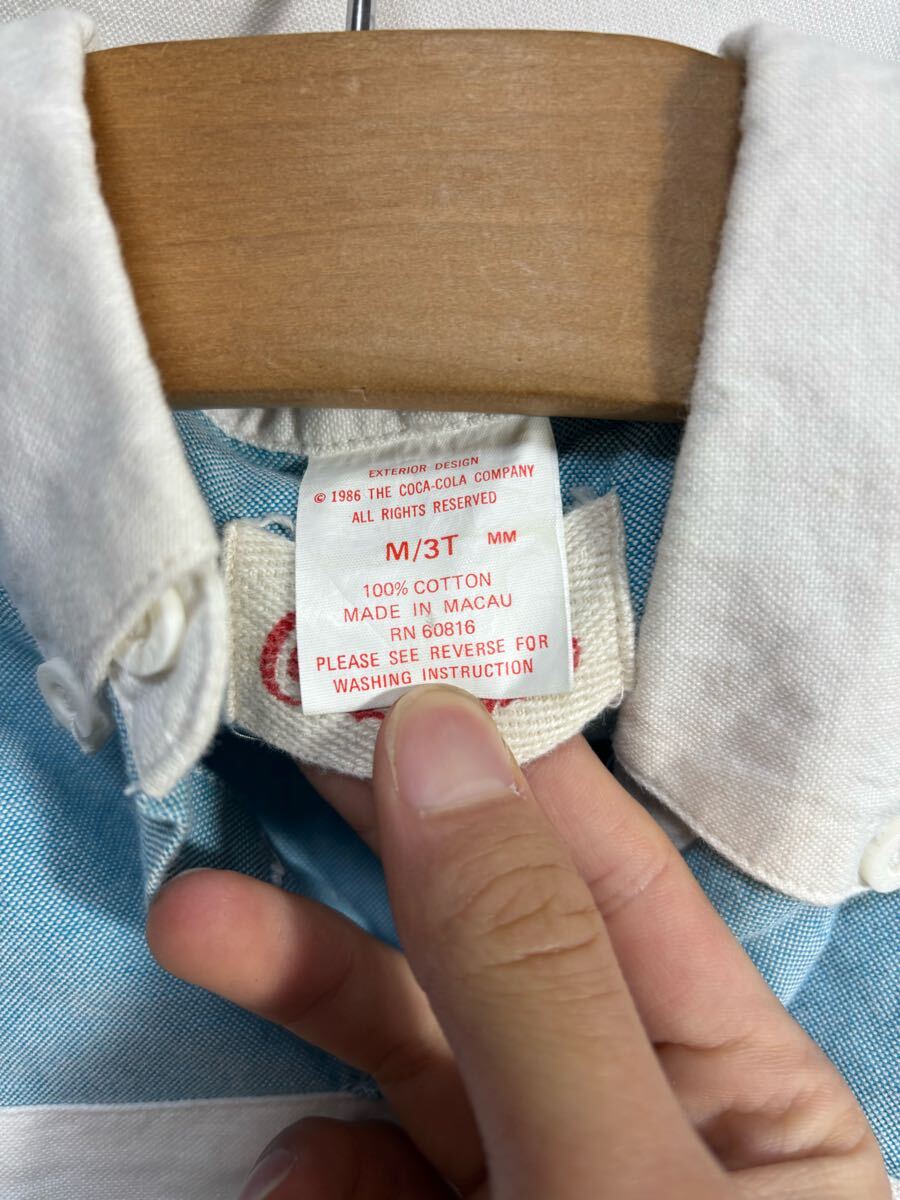 EXTERIOR DESIGN
© 1986 THE COCA-COLA COMPANY
ALL RIGHTS RESERVED
M/3T MM
100% COTTON
MADE IN MACAU
RN 60816
PLEASE SEE REVERSE FOR
WASHING INSTRUCTION